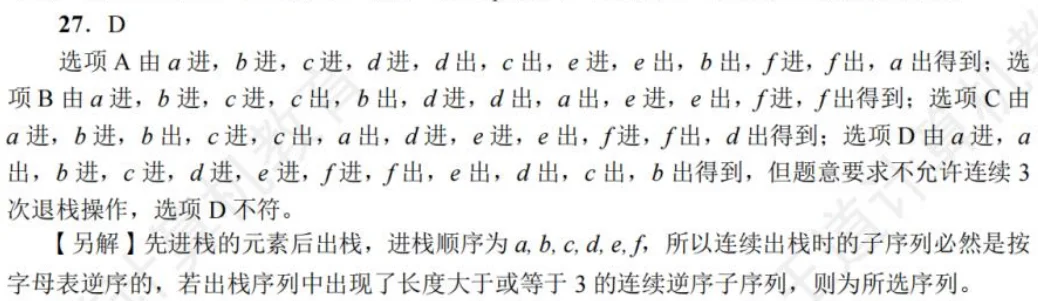 27. D
选项 A 由 a 进，b 进，c 进，d 进，d 出，c 出，e 进，e 出，b 出，f 进，f 出，a 出得到；选
项 B 由 a 进，b 进，c 进，c 出，b 出，d 进，d 出，a 出，e 进，e 出，f 进，f 出得到；选项 C 由
a 进，b 进，b 出，c 进，c 出，a 出，d 进，e 进，e 出，f 进，f 出，d 出得到；选项 D 由 a 进，a
出，b 进，c 进，d 进，e 进，f 进，f 出，e 出，d 出，c 出，b 出得到，但题意要求不允许连续 3
次退栈操作，选项 D 不符。
【另解】先进栈的元素后出栈，进栈顺序为 a, b, c, d, e, f，所以连续出栈时的子序列必然是按
字母表逆序的，若出栈序列中出现了长度大于或等于 3 的连续逆序子序列，则为所选序列。